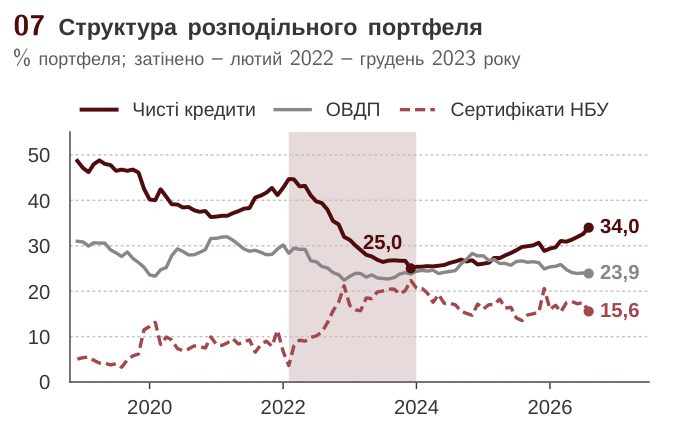 07 Структура розподільного портфеля
% портфеля; затінено – лютий 2022 – грудень 2023 року
Чисті кредити ОВДП Сертифікати НБУ
50
40
30
20
10
0
25,0
34,0
23,9
15,6
2020 2022 2024 2026